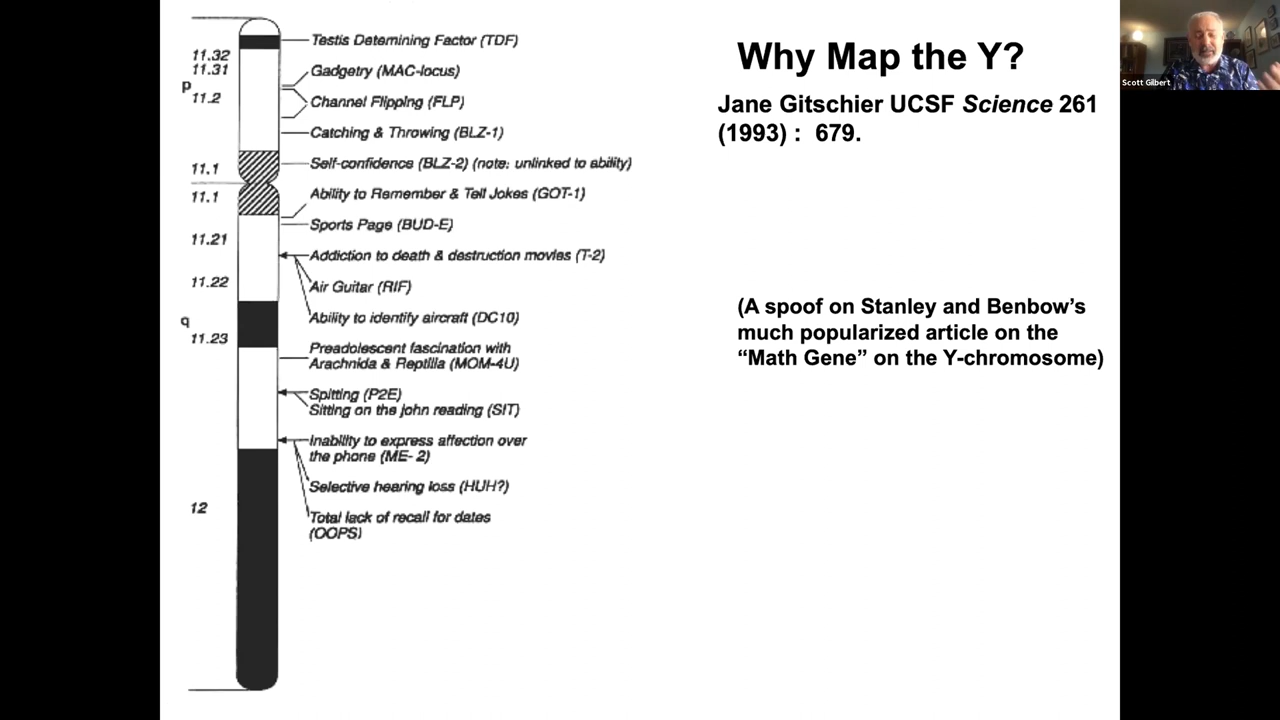 Testis Detemining Factor (TDF)
11.32
11.31
Gadgetry (MAC-locus)
p
11.2
Channel Flipping (FLP)
Catching & Throwing (BLZ-1)
Self-confidence (BLZ-2) (note: unlinked to ability)
11.1
11.1
Ability to Remember & Tell Jokes (GOT-1)
Sports Page (BUD-E)
11.21
Addiction to death & destruction movies (T-2)
11.22
Air Guitar (RIF)
q
Ability to identify aircraft (DC10)
11.23
Preadolescent fascination with
Arachnida & Reptilia (MOM-4U)
Spitting (P2E)
Sitting on the john reading (SIT)
Inability to express affection over
the phone (ME- 2)
Selective hearing loss (HUH?)
12
Total lack of recall for dates
(OOPS)
Why Map the Y?
Jane Gitschier UCSF Science 261
(1993) : 679.
(A spoof on Stanley and Benbow’s
much popularized article on the
“Math Gene” on the Y-chromosome)
Scott Gilbert